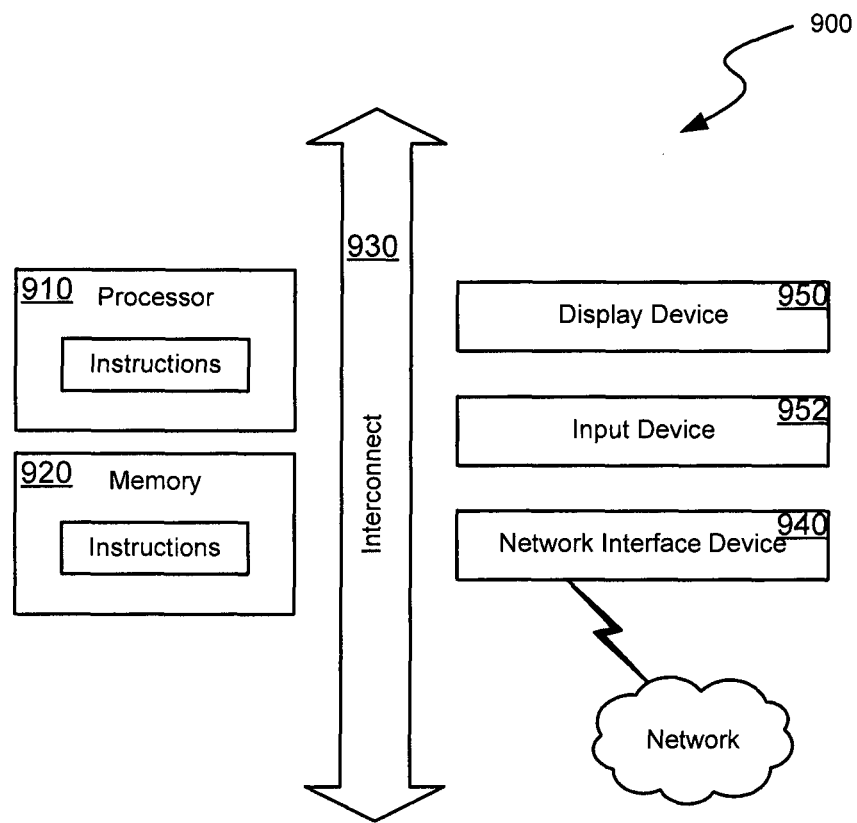 900
930
910
Processor
Instructions
920
Memory
Instructions
Interconnect
Display Device
950
Input Device
952
Network Interface Device
940
Network